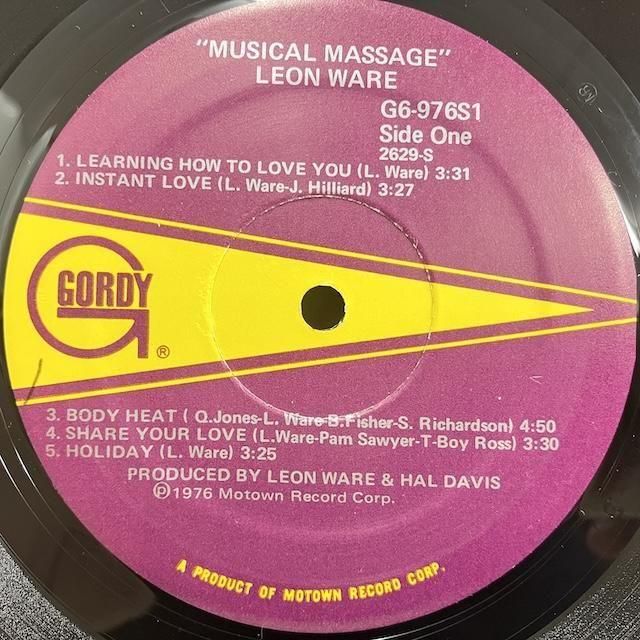 "MUSICAL MASSAGE"
LEON WARE
G6-976S1
Side One
2629-S
1. LEARNING HOW TO LOVE YOU (L. Ware) 3:31
2. INSTANT LOVE (L. Ware-J. Hilliard) 3:27
GORDY
®
3. BODY HEAT ( Q.Jones-L. Ware-B.Fisher-S. Richardson) 4:50
4. SHARE YOUR LOVE (L.Ware-Pam Sawyer-T-Boy Ross) 3:30
5. HOLIDAY (L. Ware) 3:25
PRODUCED BY LEON WARE & HAL DAVIS
℗1976 Motown Record Corp.
A PRODUCT OF MOTOWN RECORD CORP.